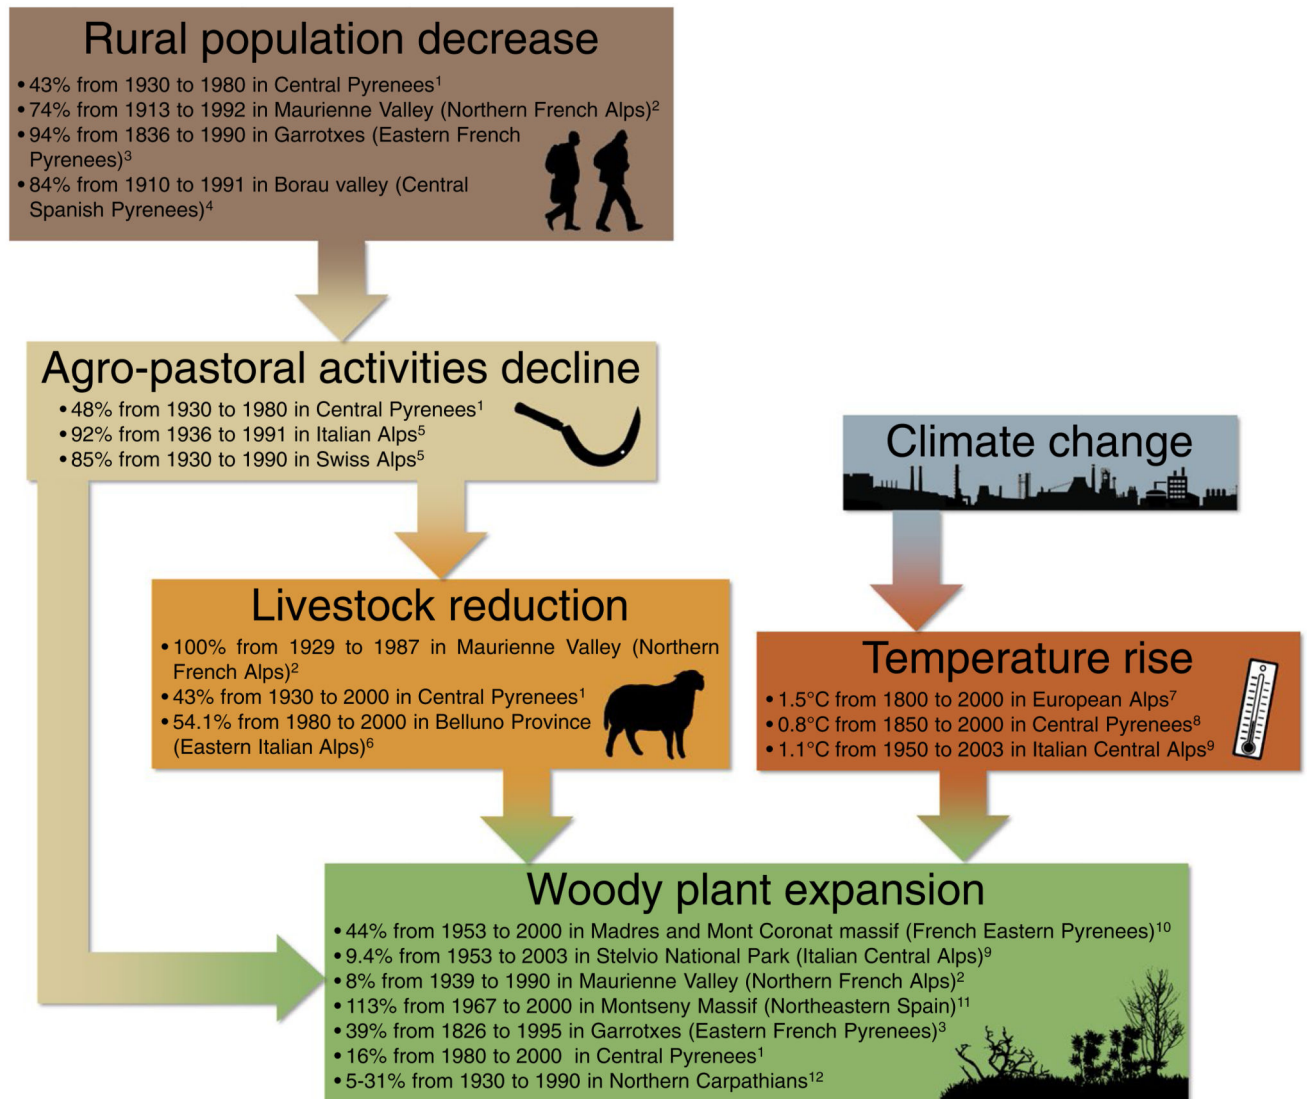 Rural population decrease
• 43% from 1930 to 1980 in Central Pyrenees¹
• 74% from 1913 to 1992 in Maurienne Valley (Northern French Alps)²
• 94% from 1836 to 1990 in Garrotxes (Eastern French
Pyrenees)³
• 84% from 1910 to 1991 in Borau valley (Central
Spanish Pyrenees)⁴
Agro-pastoral activities decline
• 48% from 1930 to 1980 in Central Pyrenees¹
• 92% from 1936 to 1991 in Italian Alps⁵
• 85% from 1930 to 1990 in Swiss Alps⁵
Climate change
Livestock reduction
• 100% from 1929 to 1987 in Maurienne Valley (Northern
French Alps)²
• 43% from 1930 to 2000 in Central Pyrenees¹
• 54.1% from 1980 to 2000 in Belluno Province
(Eastern Italian Alps)⁶
Temperature rise
• 1.5°C from 1800 to 2000 in European Alps⁷
• 0.8°C from 1850 to 2000 in Central Pyrenees⁸
• 1.1°C from 1950 to 2003 in Italian Central Alps⁹
Woody plant expansion
• 44% from 1953 to 2000 in Madres and Mont Coronat massif (French Eastern Pyrenees)¹⁰
• 9.4% from 1953 to 2003 in Stelvio National Park (Italian Central Alps)⁹
• 8% from 1939 to 1990 in Maurienne Valley (Northern French Alps)²
• 113% from 1967 to 2000 in Montseny Massif (Northeastern Spain)¹¹
• 39% from 1826 to 1995 in Garrotxes (Eastern French Pyrenees)³
• 16% from 1980 to 2000 in Central Pyrenees¹
• 5-31% from 1930 to 1990 in Northern Carpathians¹²